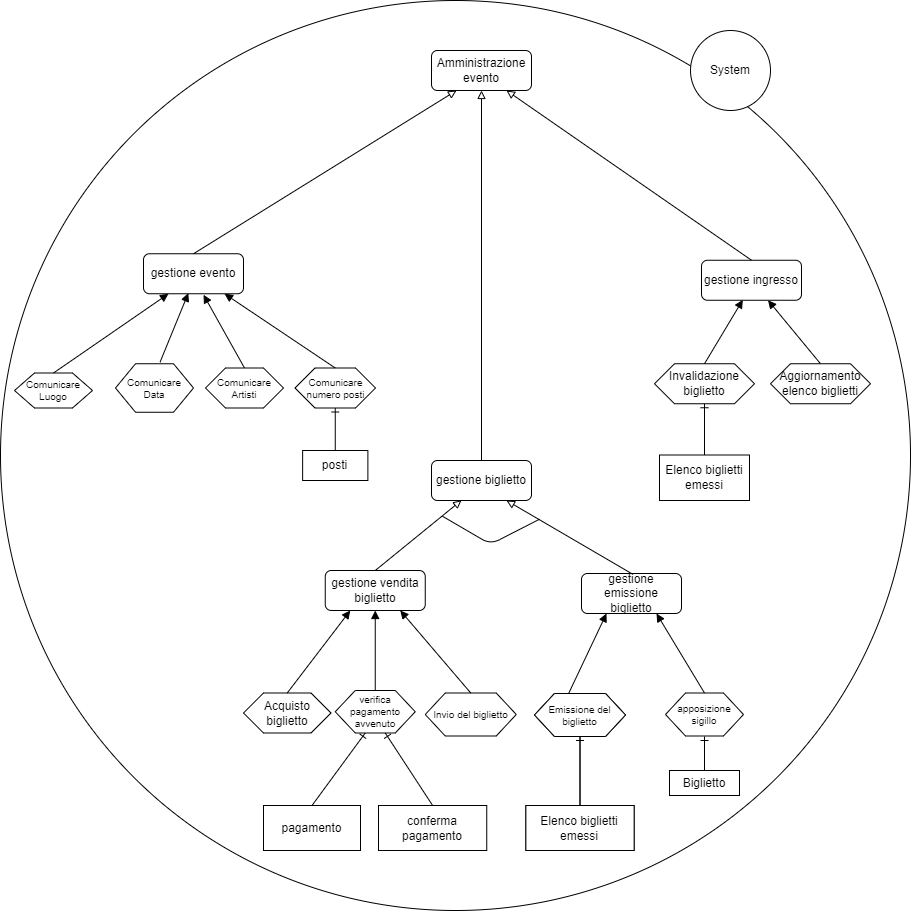 Amministrazione
evento
System
gestione evento
gestione ingresso
Comunicare
Luogo
Comunicare
Data
Comunicare
Artisti
Comunicare
numero posti
Invalidazione
biglietto
Aggiornamento
elenco biglietti
posti
gestione biglietto
Elenco biglietti
emessi
gestione vendita
biglietto
gestione
emissione
biglietto
Acquisto
biglietto
verifica
pagamento
avvenuto
Invio del biglietto
Emissione del
biglietto
apposizione
sigillo
Biglietto
pagamento
conferma
pagamento
Elenco biglietti
emessi